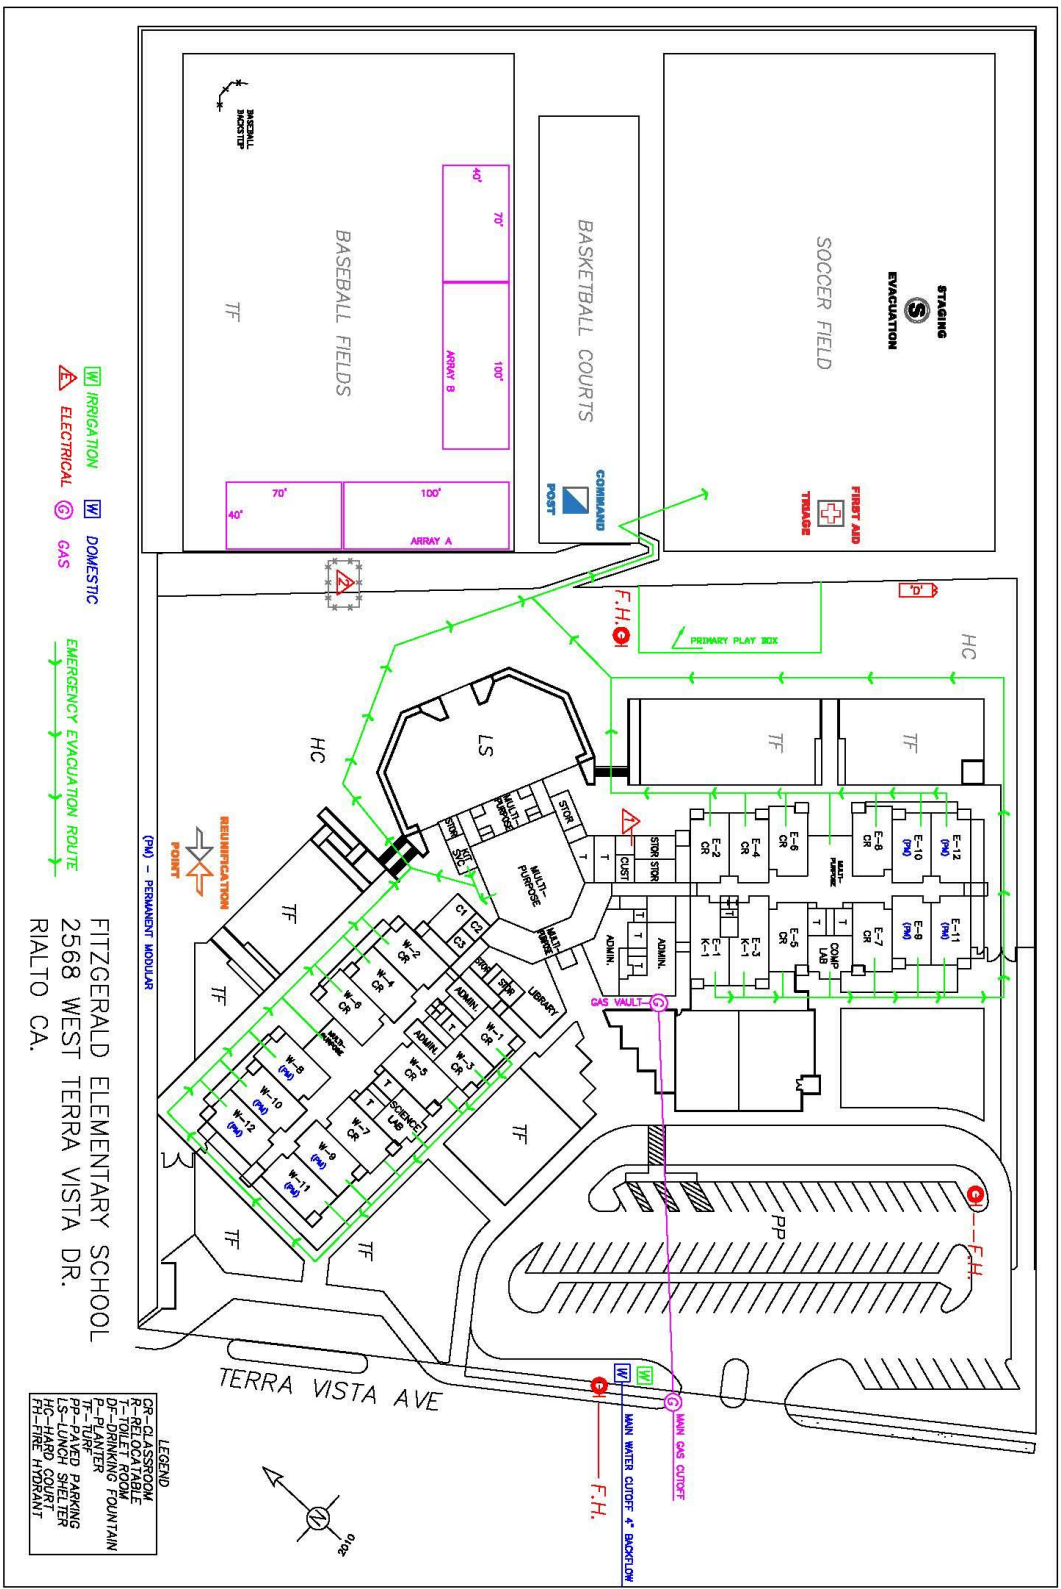 STAGING
EVACUATION
S
SOCCER FIELD
FIRST AID
TRIAGE
BASKETBALL COURTS
COMMAND
POST
BASEBALL
BACKSTOP
BASEBALL FIELDS
TF
40'
70'
100'
ARRAY B
70'
40'
100'
ARRAY A
"D"
HC
F.H.
PRIMARY PLAY BOX
2
TF
TF
LS
HC
E-12
(PM)
E-10
(PM)
E-8
CR
MULTI-
PURPOSE
E-6
CR
E-4
CR
E-2
CR
E-11
(PM)
E-9
(PM)
E-7
CR
COMP
LAB
T
T
E-5
CR
E-3
K-1
T
E-1
K-1
1
STOR
STOR
CUST
T
T
STOR
MULTI-
PURPOSE
STOR
KIT
SVC
MULTI-
PURPOSE
MULTI-
PURPOSE
ADMIN.
ADMIN.
T
T
GAS VAULT
G
C1
C2
C3
STOR
STOR
LIBRARY
ADMIN.
ADMIN.
T
W-2
CR
W-4
CR
W-6
CR
MULTI-
PURPOSE
W-8
(PM)
W-10
(PM)
W-12
(PM)
W-1
CR
W-3
CR
W-5
CR
T
T
SCIENCE
LAB
W-7
CR
W-9
(PM)
W-11
(PM)
TF
TF
TF
TF
TF
REUNIFICATION
POINT
PP
F.H.
W
W
G
MAIN GAS CUTOFF
MAIN WATER CUTOFF 4" BACKFLOW
F.H.
TERRA VISTA AVE
N
2010
W IRRIGATION
W DOMESTIC
E ELECTRICAL
G GAS
EMERGENCY EVACUATION ROUTE
(PM) - PERMANENT MODULAR
FITZGERALD ELEMENTARY SCHOOL
2568 WEST TERRA VISTA DR.
RIALTO CA.
LEGEND
CR-CLASSROOM
R-RELOCATABLE
T-TOILET ROOM
DF-DRINKING FOUNTAIN
P-PLANTER
TF-TURF
PP-PAVED PARKING
LS-LUNCH SHELTER
HC-HARD COURT
FH-FIRE HYDRANT